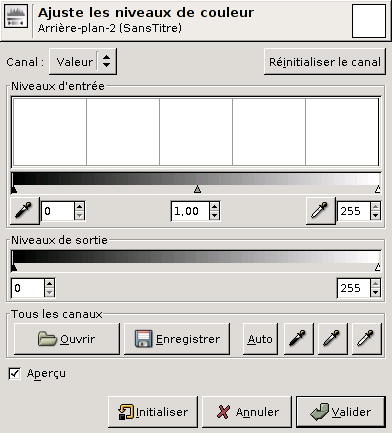 Ajuste les niveaux de couleur
Arrière-plan-2 (SansTitre)
Canal : Valeur Réinitialiser le canal
Niveaux d'entrée
0 1,00 255
Niveaux de sortie
0 255
Tous les canaux
Ouvrir Enregistrer Auto
Aperçu
Initialiser Annuler Valider